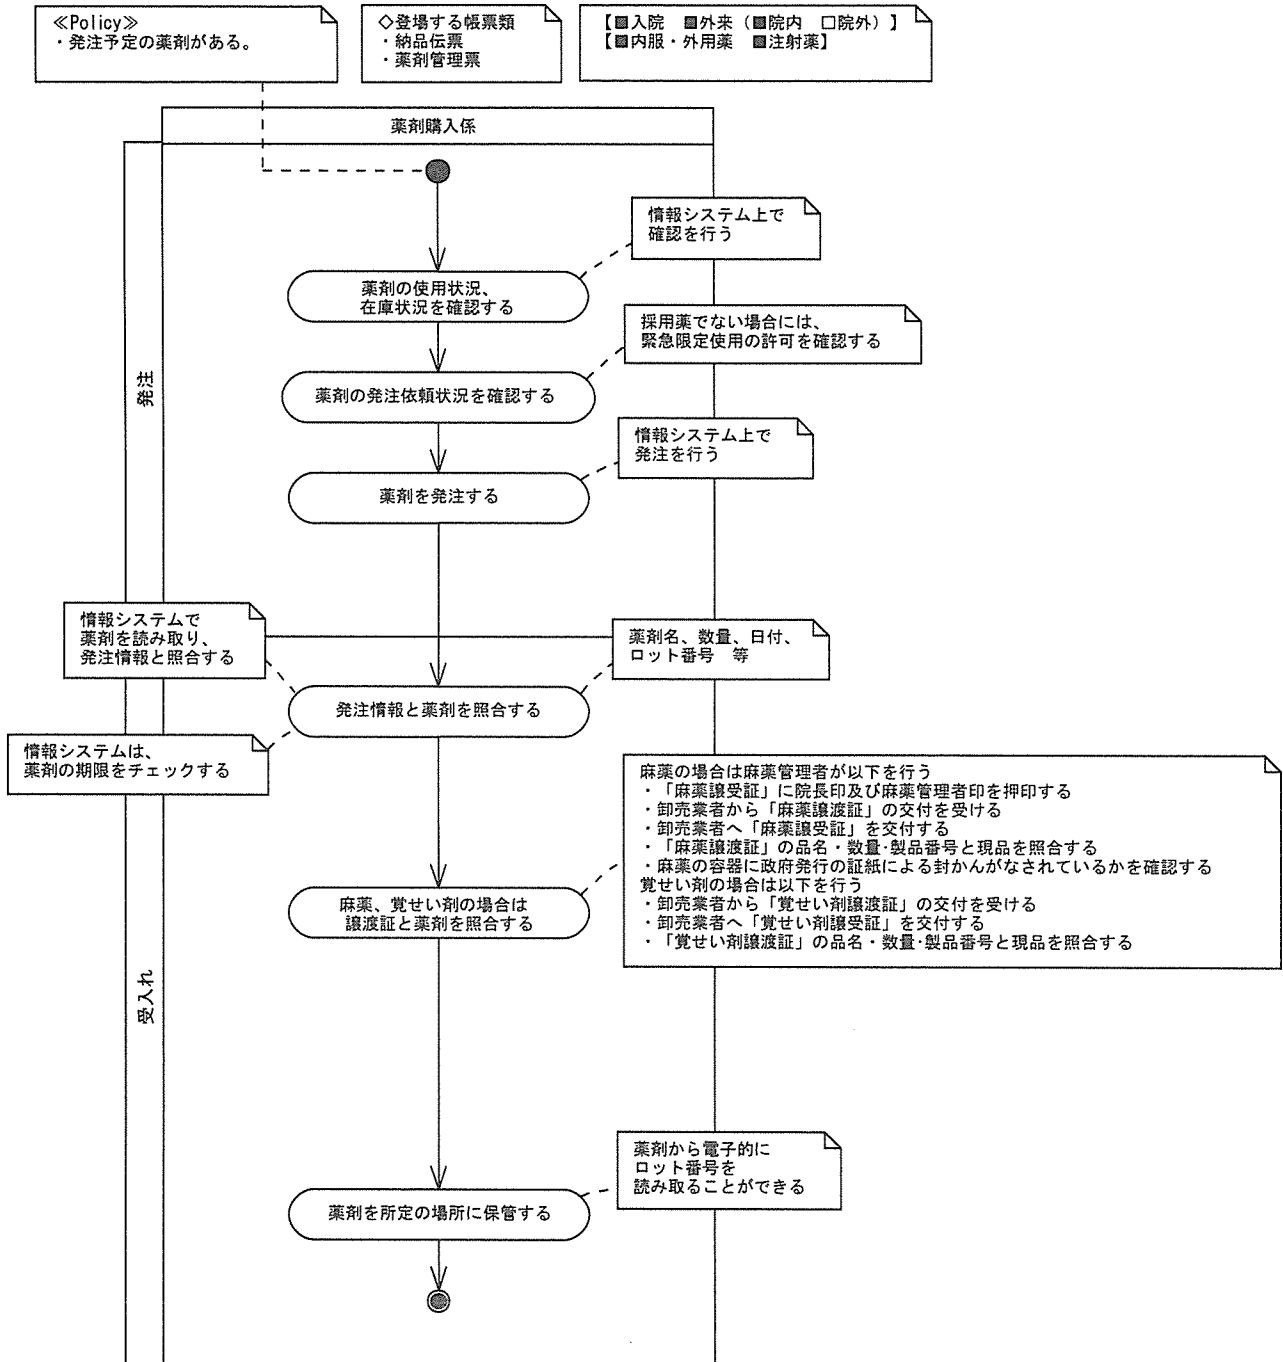 ≪Policy≫
・発注予定の薬剤がある。
◇登場する帳票類
・納品伝票
・薬剤管理票
【■入院　■外来（■院内　□院外）】
【■内服・外用薬　■注射薬】
薬剤購入係
情報システム上で
確認を行う
薬剤の使用状況、
在庫状況を確認する
採用薬でない場合には、
緊急限定使用の許可を確認する
発注
薬剤の発注依頼状況を確認する
情報システム上で
発注を行う
薬剤を発注する
情報システムで
薬剤を読み取り、
発注情報と照合する
薬剤名、数量、日付、
ロット番号　等
発注情報と薬剤を照合する
情報システムは、
薬剤の期限をチェックする
麻薬の場合は麻薬管理者が以下を行う
・「麻薬譲受証」に院長印及び麻薬管理者印を押印する
・卸売業者から「麻薬譲渡証」の交付を受ける
・卸売業者へ「麻薬譲受証」を交付する
・「麻薬譲渡証」の品名・数量・製品番号と現品を照合する
・麻薬の容器に政府発行の証紙による封かんがなされているかを確認する
覚せい剤の場合は以下を行う
・卸売業者から「覚せい剤譲渡証」の交付を受ける
・卸売業者へ「覚せい剤譲受証」を交付する
・「覚せい剤譲渡証」の品名・数量・製品番号と現品を照合する
麻薬、覚せい剤の場合は
譲渡証と薬剤を照合する
受入れ
薬剤から電子的に
ロット番号を
読み取ることができる
薬剤を所定の場所に保管する